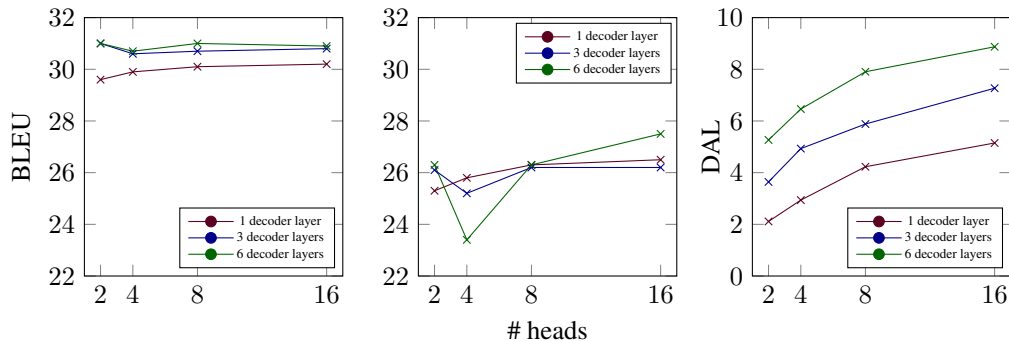 BLEU
32
30
28
26
24
22
2 4 8 16
1 decoder layer
3 decoder layers
6 decoder layers
32
30
28
26
24
22
2 4 8 16
1 decoder layer
3 decoder layers
6 decoder layers
# heads
DAL
10
8
6
4
2
0
2 4 8 16
1 decoder layer
3 decoder layers
6 decoder layers